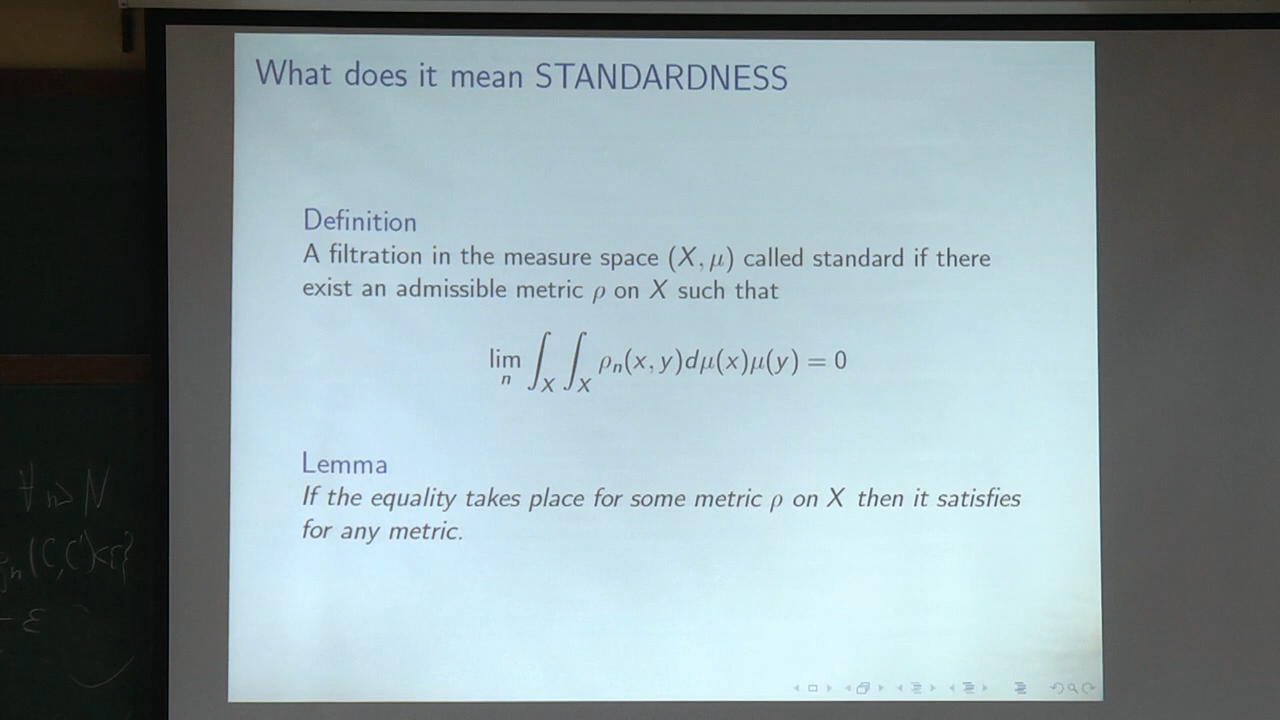 What does it mean STANDARDNESS
Definition
A filtration in the measure space (X, μ) called standard if there
exist an admissible metric ρ on X such that
lim_n ∫_X ∫_X ρ_n(x, y)dμ(x)μ(y) = 0
Lemma
If the equality takes place for some metric ρ on X then it satisfies
for any metric.
∀ n > N
(C,C')<ε}
- ε